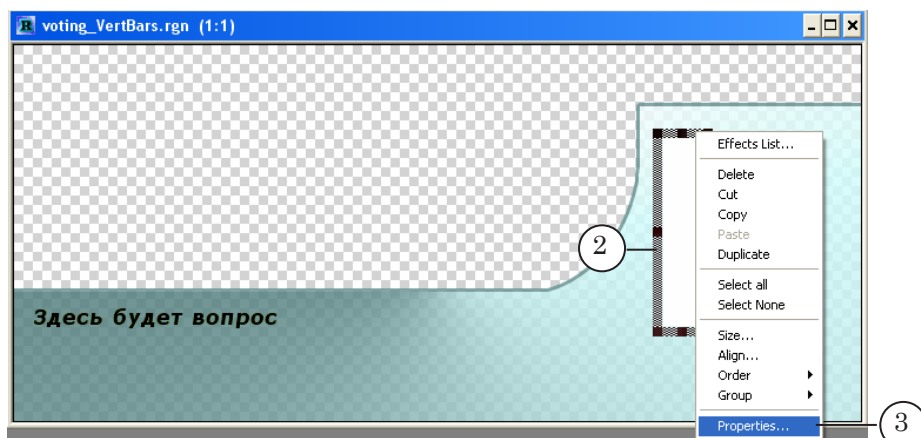 voting_VertBars.rgn (1:1)
Effects List...
Delete
Cut
Copy
Paste
Duplicate
Select all
Select None
Size...
Align...
Order
Group
Properties...
2
3
Здесь будет вопрос